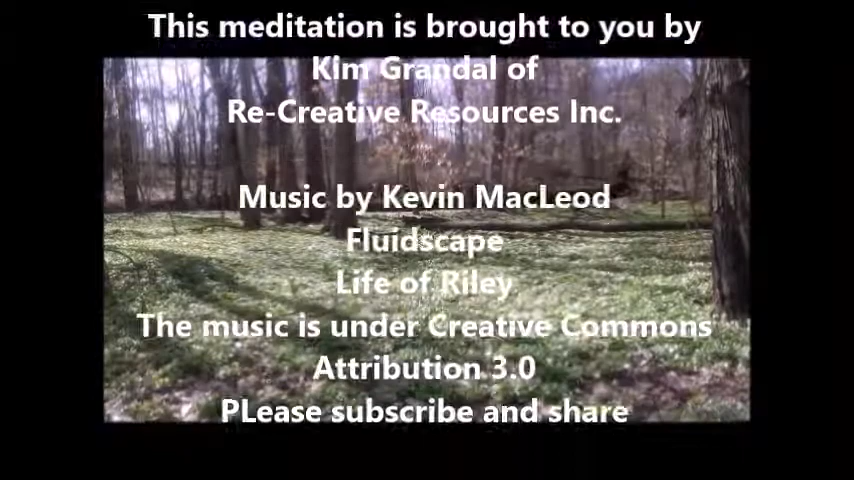 This meditation is brought to you by
Kim Grandal of
Re-Creative Resources Inc.
Music by Kevin MacLeod
Fluidscape
Life of Riley
The music is under Creative Commons
Attribution 3.0
PLease subscribe and share